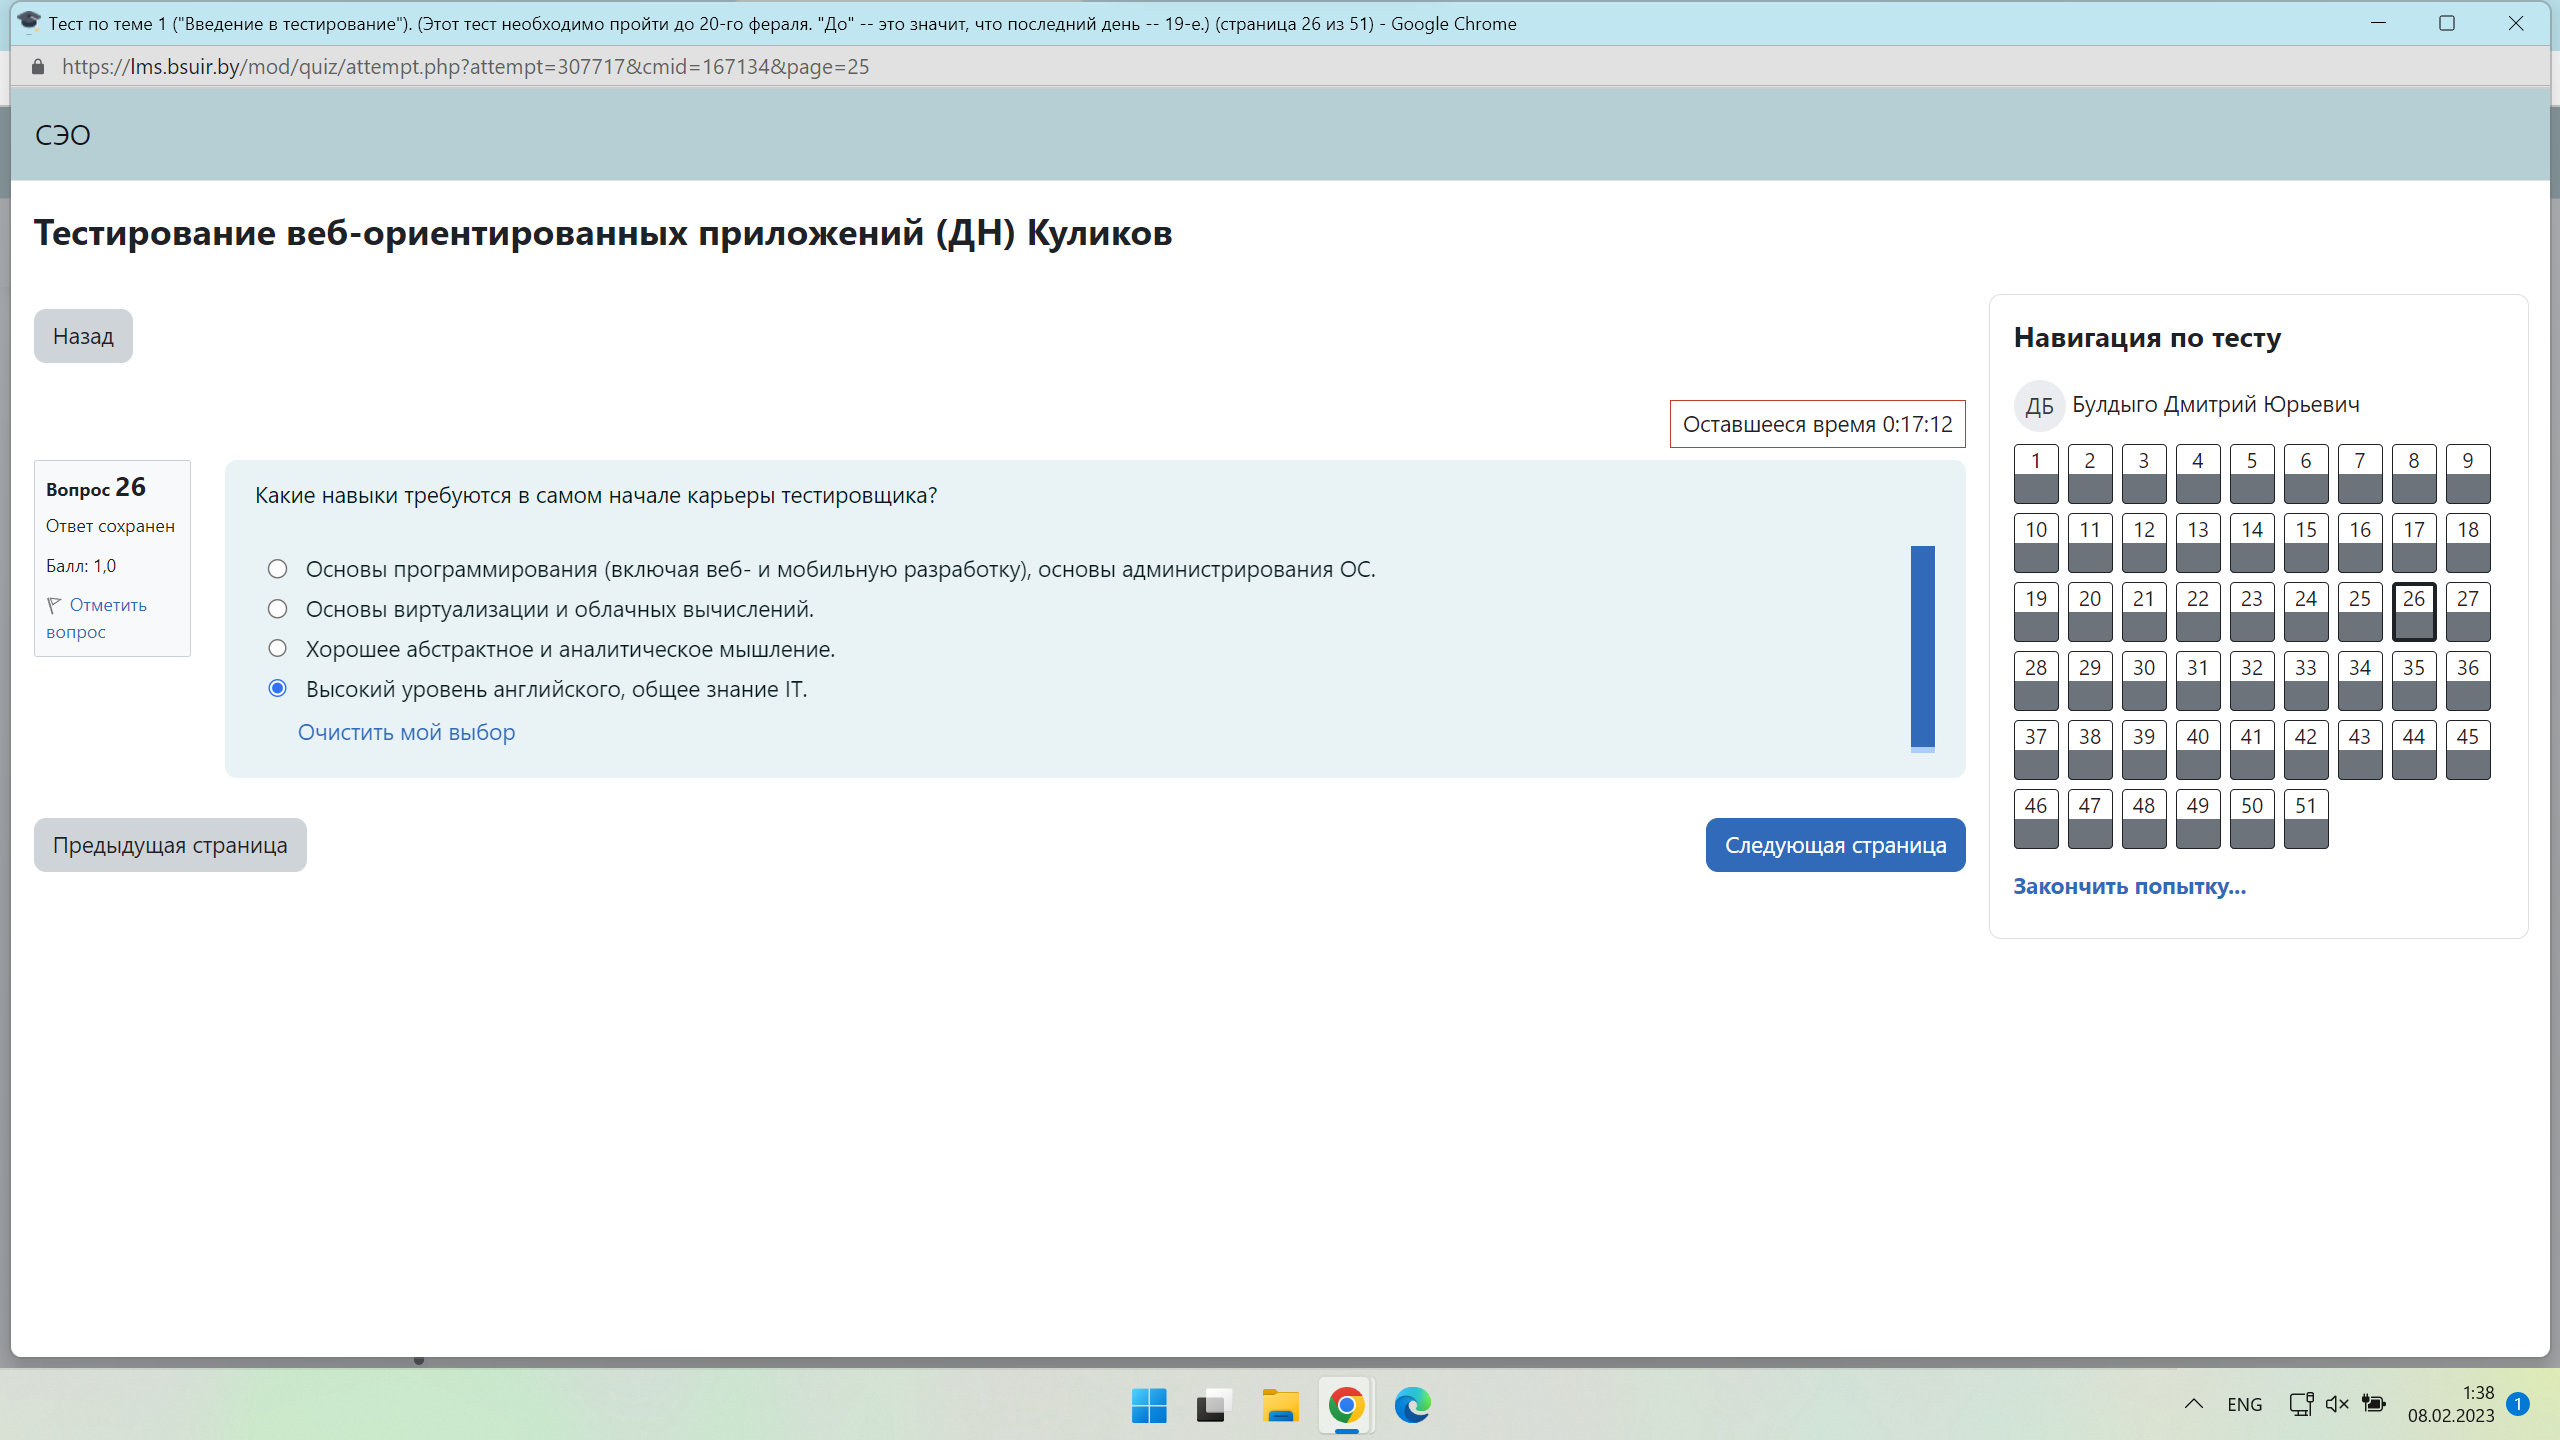 Тест по теме 1 ("Введение в тестирование"). (Этот тест необходимо пройти до 20-го фераля. "До" -- это значит, что последний день -- 19-е.) (страница 26 из 51) - Google Chrome
https://lms.bsuir.by/mod/quiz/attempt.php?attempt=307717&cmid=167134&page=25
СЭО
Тестирование веб-ориентированных приложений (ДН) Куликов
Назад
Оставшееся время 0:17:12
Вопрос 26
Ответ сохранен
Балл: 1,0
Отметить
вопрос
Какие навыки требуются в самом начале карьеры тестировщика?
Основы программирования (включая веб- и мобильную разработку), основы администрирования ОС.
Основы виртуализации и облачных вычислений.
Хорошее абстрактное и аналитическое мышление.
Высокий уровень английского, общее знание IT.
Очистить мой выбор
Предыдущая страница
Следующая страница
Навигация по тесту
ДБ Булдыго Дмитрий Юрьевич
1 2 3 4 5 6 7 8 9
10 11 12 13 14 15 16 17 18
19 20 21 22 23 24 25 26 27
28 29 30 31 32 33 34 35 36
37 38 39 40 41 42 43 44 45
46 47 48 49 50 51
Закончить попытку...
ENG
1:38
08.02.2023
1